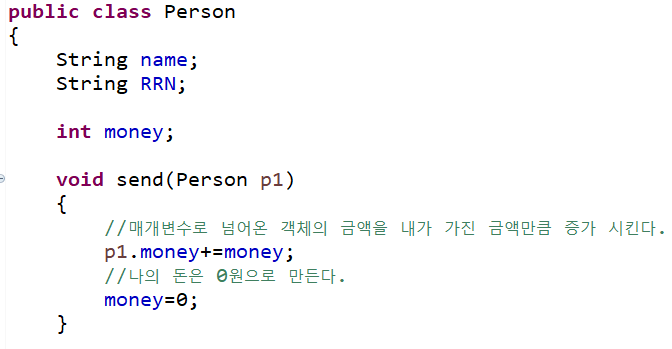 public class Person
{
    String name;
    String RRN;

    int money;

    void send(Person p1)
    {
        //매개변수로 넘어온 객체의 금액을 내가 가진 금액만큼 증가 시킨다.
        p1.money+=money;
        //나의 돈은 0원으로 만든다.
        money=0;
    }